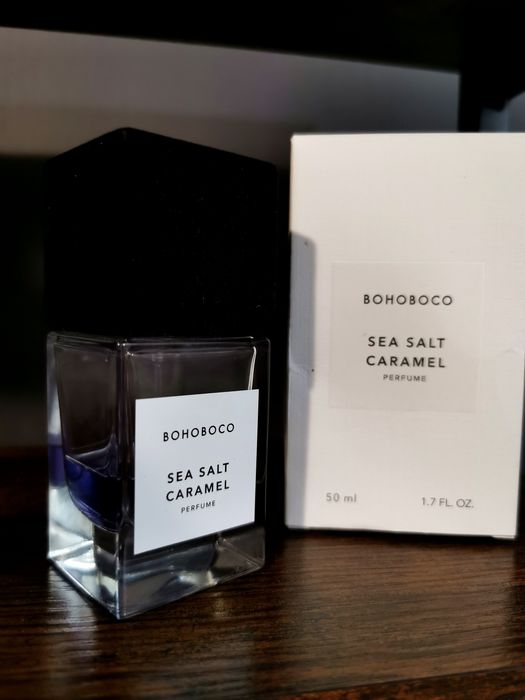 BOHOBOCO
SEA SALT
CARAMEL
PERFUME
BOHOBOCO
SEA SALT
CARAMEL
PERFUME
50 ml
1.7 FL. OZ.